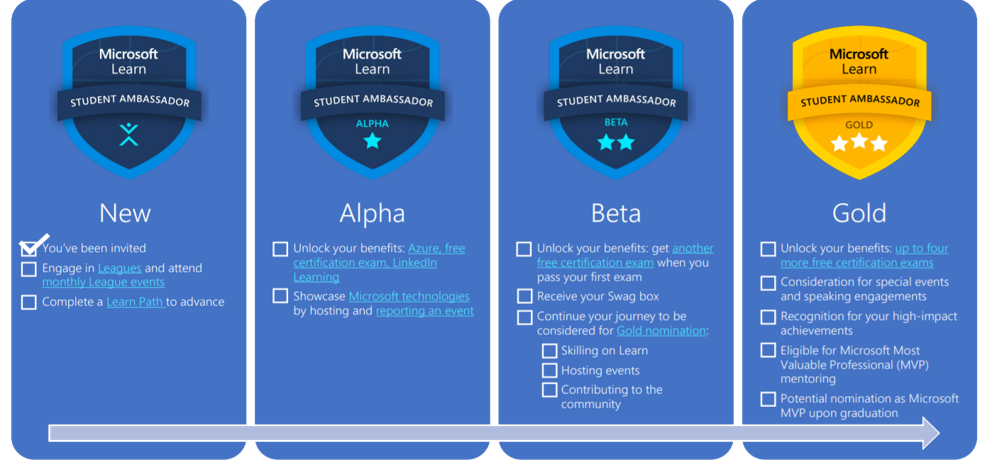 Microsoft
Learn
STUDENT AMBASSADOR
New
You've been invited
Engage in Leagues and attend
monthly League events
Complete a Learn Path to advance
Microsoft
Learn
STUDENT AMBASSADOR
ALPHA
Alpha
Unlock your benefits: Azure, free
certification exam, LinkedIn
Learning
Showcase Microsoft technologies
by hosting and reporting an event
Microsoft
Learn
STUDENT AMBASSADOR
BETA
Beta
Unlock your benefits: get another
free certification exam when you
pass your first exam
Receive your Swag box
Continue your journey to be
considered for Gold nomination:
Skilling on Learn
Hosting events
Contributing to the
community
Microsoft
Learn
STUDENT AMBASSADOR
GOLD
Gold
Unlock your benefits: up to four
more free certification exams
Consideration for special events
and speaking engagements
Recognition for your high-impact
achievements
Eligible for Microsoft Most
Valuable Professional (MVP)
mentoring
Potential nomination as Microsoft
MVP upon graduation